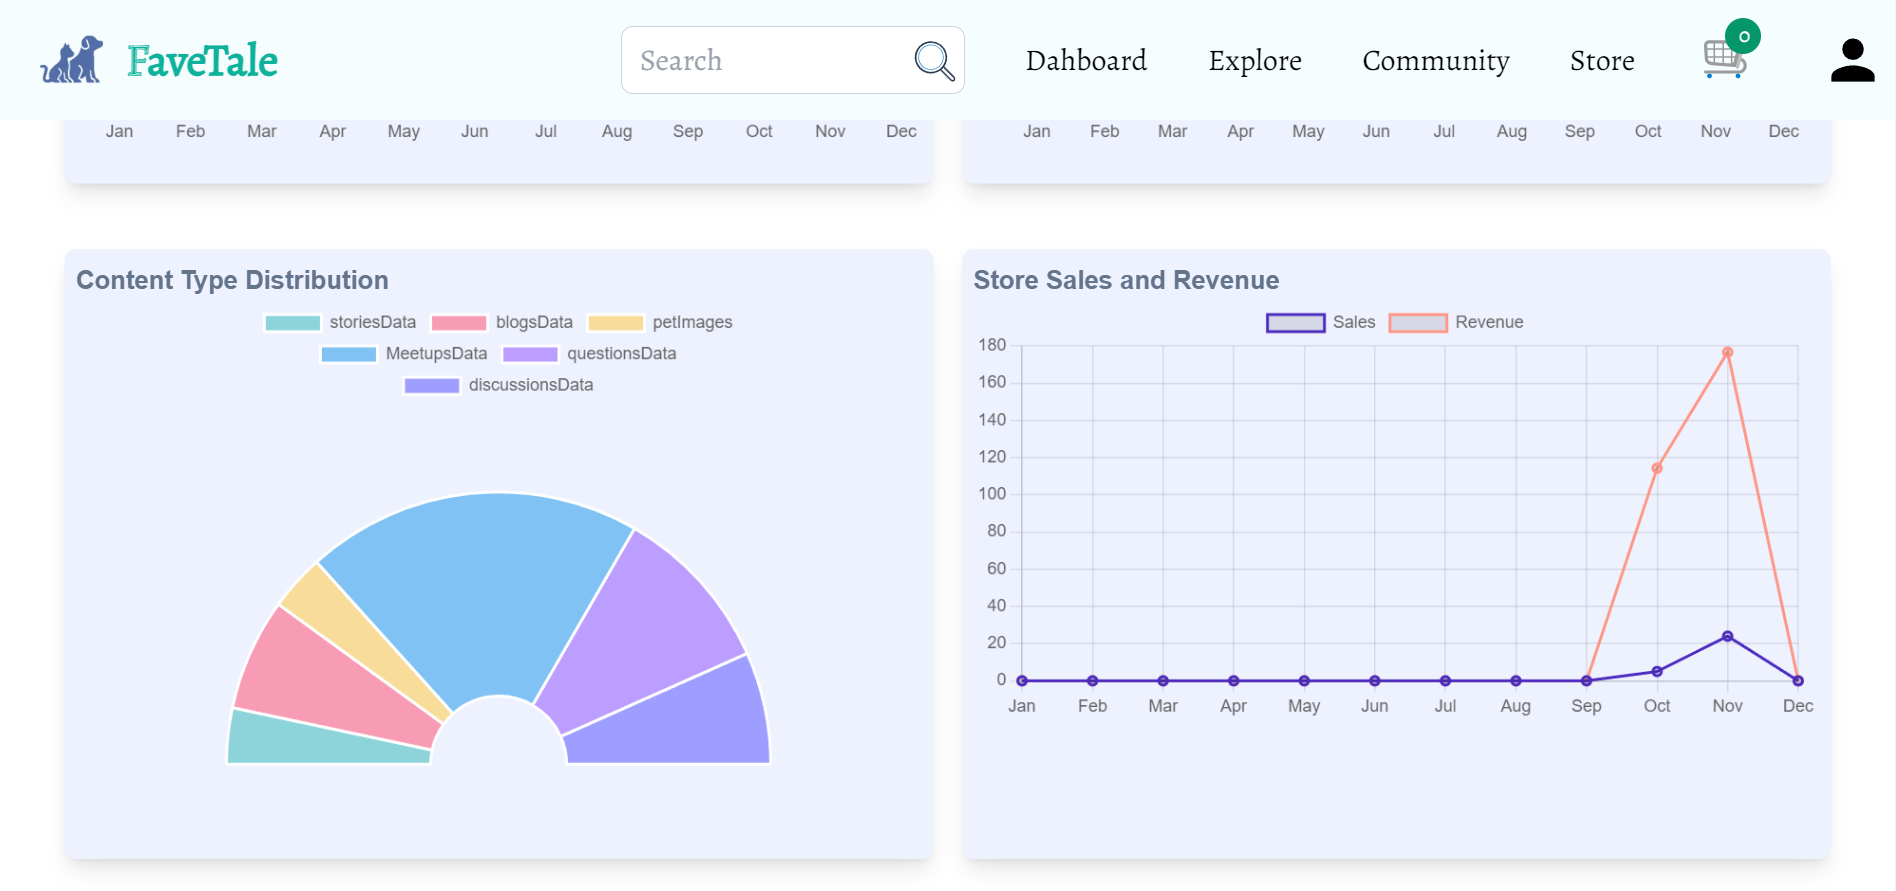 FaveTale
Search
Dahboard
Explore
Community
Store
0
Jan Feb Mar Apr May Jun Jul Aug Sep Oct Nov Dec
Jan Feb Mar Apr May Jun Jul Aug Sep Oct Nov Dec
Content Type Distribution
storiesData blogsData petImages
MeetupsData questionsData
discussionsData
Store Sales and Revenue
Sales Revenue
180
160
140
120
100
80
60
40
20
0
Jan Feb Mar Apr May Jun Jul Aug Sep Oct Nov Dec